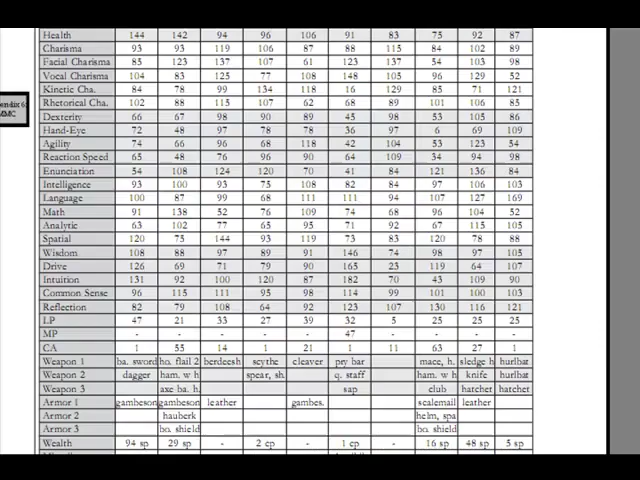 Health 144 142 94 96 106 91 83 75 92 87
Charisma 93 93 119 106 87 88 115 84 102 89
Facial Charisma 85 123 137 107 61 123 137 54 103 98
Vocal Charisma 104 83 125 77 108 148 105 96 129 52
Kinetic Cha. 84 78 99 134 118 16 129 85 71 121
Rhetorical Cha. 102 88 115 107 62 68 89 101 106 85
Dexterity 66 67 98 90 89 45 98 53 105 86
Hand-Eye 72 48 97 78 78 36 97 6 69 109
Agility 74 66 96 68 118 42 104 53 123 54
Reaction Speed 65 48 76 96 90 64 109 34 94 98
Enunciation 54 108 124 120 70 41 84 121 136 84
Intelligence 93 100 93 75 108 82 84 97 106 103
Language 100 87 99 68 111 111 94 107 127 169
Math 91 138 52 76 109 74 68 96 104 52
Analytic 63 102 77 65 95 71 92 67 115 105
Spatial 120 75 144 93 119 73 83 120 78 88
Wisdom 108 88 97 89 91 146 74 98 97 105
Drive 126 69 71 79 90 165 23 119 64 107
Intuition 131 92 100 120 87 182 70 43 109 90
Common Sense 96 115 111 95 98 114 99 101 100 103
Reflection 82 79 108 64 92 123 107 130 116 121
LP 47 21 33 27 39 32 5 25 25 25
MP - - - - - 47 - - - -
CA 1 55 14 1 21 1 11 63 27 1
Weapon 1 ba. sword ho. flail 2 berdeesh scythe cleaver pry bar mace, h. sledge h hurlbat
Weapon 2 dagger ham. w h spear, sh. q. staff ham. w h knife hurlbat
Weapon 3 axe ba. h. sap club hatchet hatchet
Armor 1 gambeson gambeson leather gambes. scalemail leather
Armor 2 hauberk helm, spa
Armor 3 bo. shield bo. shield
Wealth 94 sp 29 sp - 2 cp - 1 cp - 16 sp 48 sp 5 sp
MMC